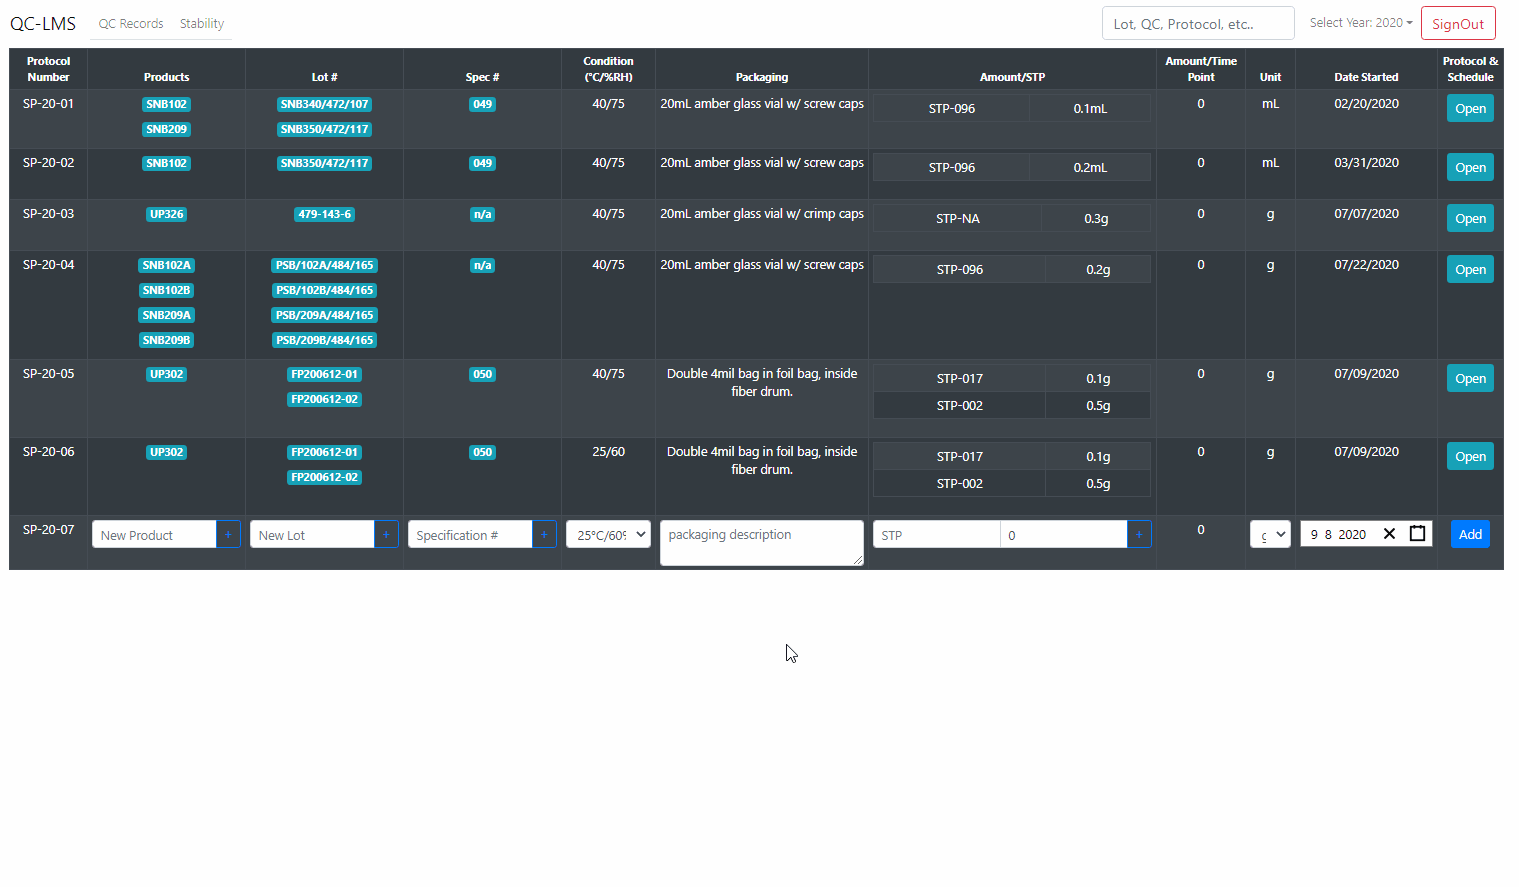 QC-LMS QC Records Stability Lot, QC, Protocol, etc.. Select Year: 2020 SignOut
Protocol Number Products Lot # Spec # Condition (°C/%RH) Packaging Amount/STP Amount/Time Point Unit Date Started Protocol & Schedule
SP-20-01 SNB102 SNB340/472/107 049 40/75 20mL amber glass vial w/ screw caps STP-096 0.1mL 0 mL 02/20/2020 Open
SNB209 SNB350/472/117
SP-20-02 SNB102 SNB350/472/117 049 40/75 20mL amber glass vial w/ screw caps STP-096 0.2mL 0 mL 03/31/2020 Open
SP-20-03 UP326 479-143-6 n/a 40/75 20mL amber glass vial w/ crimp caps STP-NA 0.3g 0 g 07/07/2020 Open
SP-20-04 SNB102A PSB/102A/484/165 n/a 40/75 20mL amber glass vial w/ screw caps STP-096 0.2g 0 g 07/22/2020 Open
SNB102B PSB/102B/484/165
SNB209A PSB/209A/484/165
SNB209B PSB/209B/484/165
SP-20-05 UP302 FP200612-01 050 40/75 Double 4mil bag in foil bag, inside STP-017 0.1g 0 g 07/09/2020 Open
FP200612-02 fiber drum. STP-002 0.5g
SP-20-06 UP302 FP200612-01 050 25/60 Double 4mil bag in foil bag, inside STP-017 0.1g 0 g 07/09/2020 Open
FP200612-02 fiber drum. STP-002 0.5g
SP-20-07 New Product + New Lot + Specification # + 25°C/60% packaging description STP 0 + 0 g 9 8 2020 Add